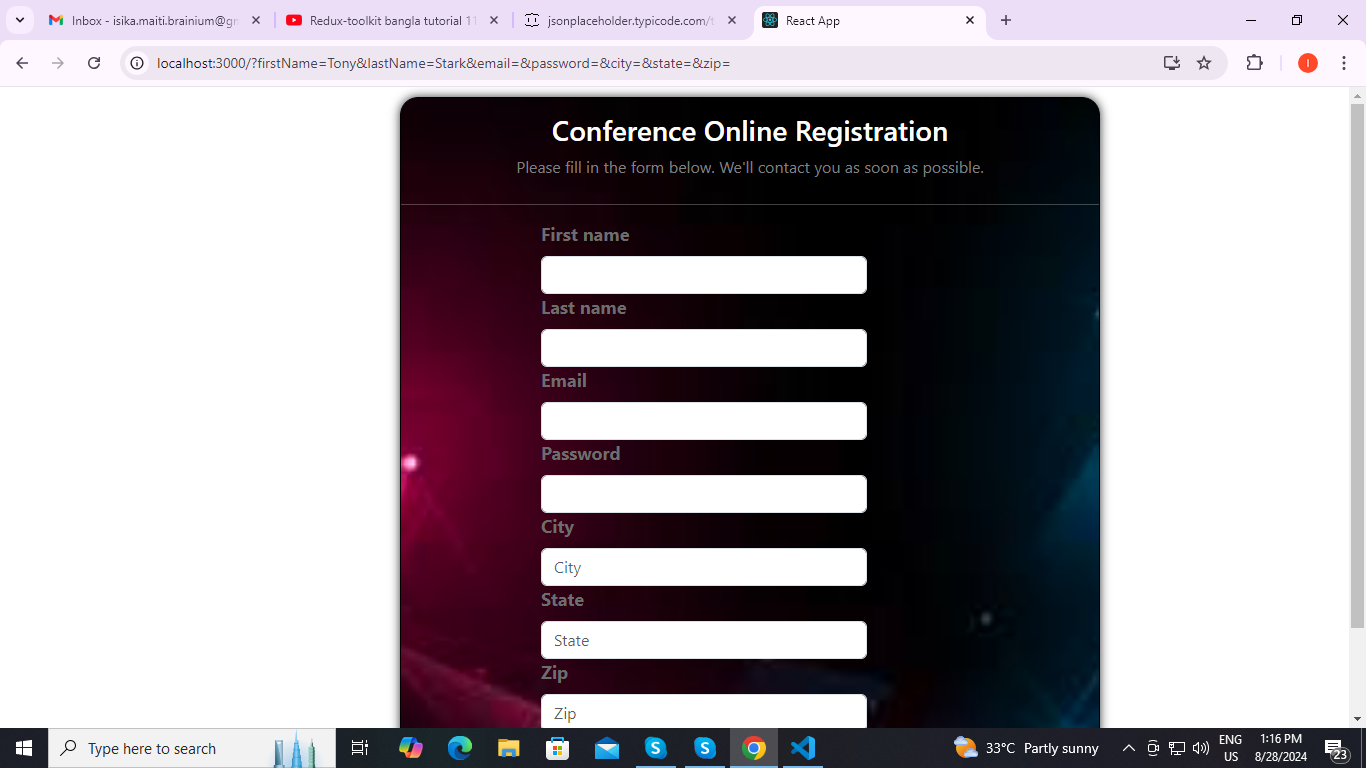 Inbox - isika.maiti.brainium@gm
Redux-toolkit bangla tutorial 11
jsonplaceholder.typicode.com/t
React App
localhost:3000/?firstName=Tony&lastName=Stark&email=&password=&city=&state=&zip=
I
Conference Online Registration
Please fill in the form below. We'll contact you as soon as possible.
First name
Last name
Email
Password
City
City
State
State
Zip
Zip
Type here to search
33°C Partly sunny
ENG
US
1:16 PM
8/28/2024
23